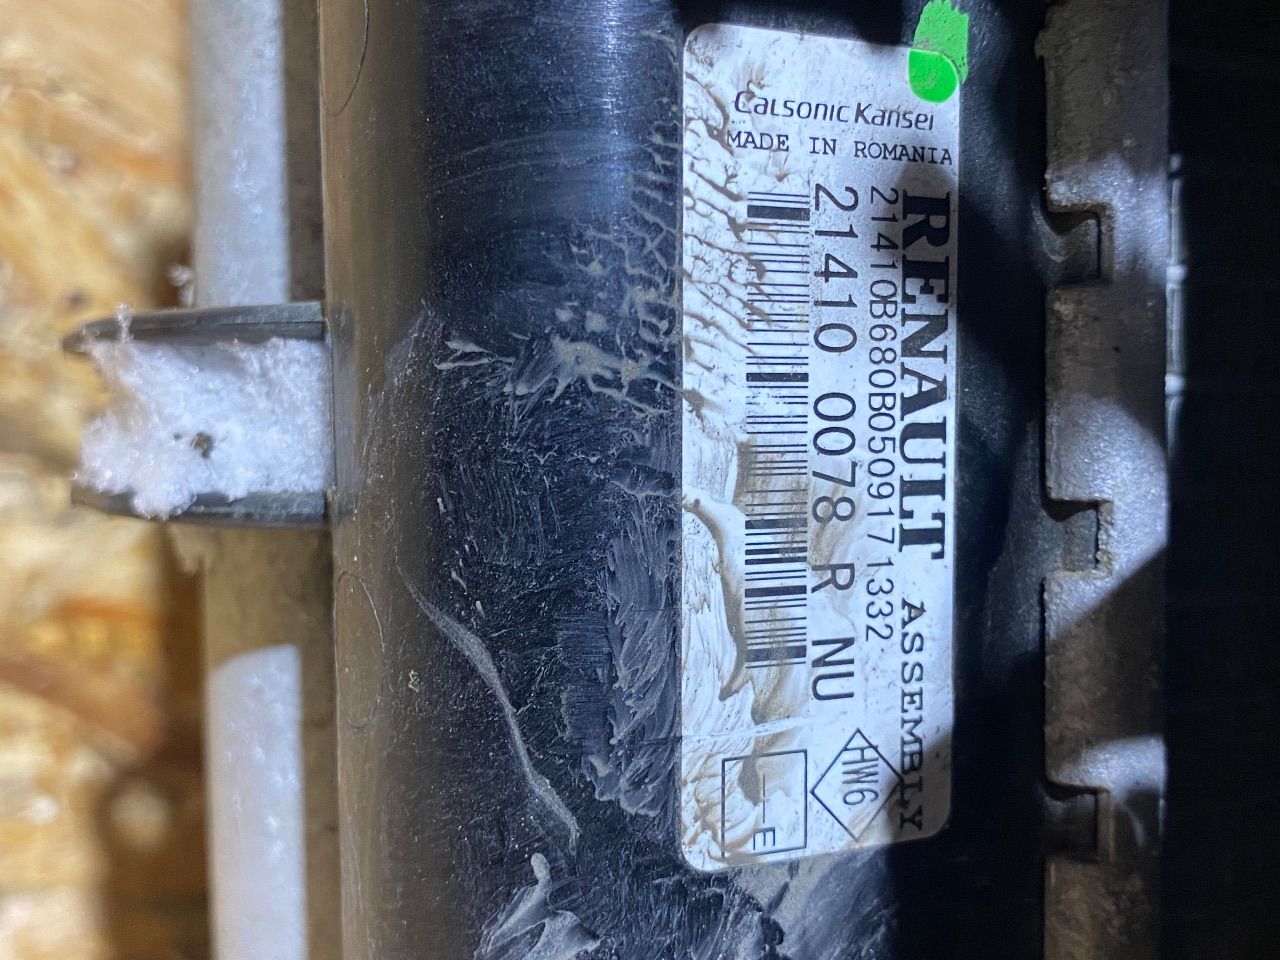 Calsonic Kansei
MADE IN ROMANIA
RENAULT ASSEMBLY
21410B680B0509171332
21410 0078 R NU
HW6
E